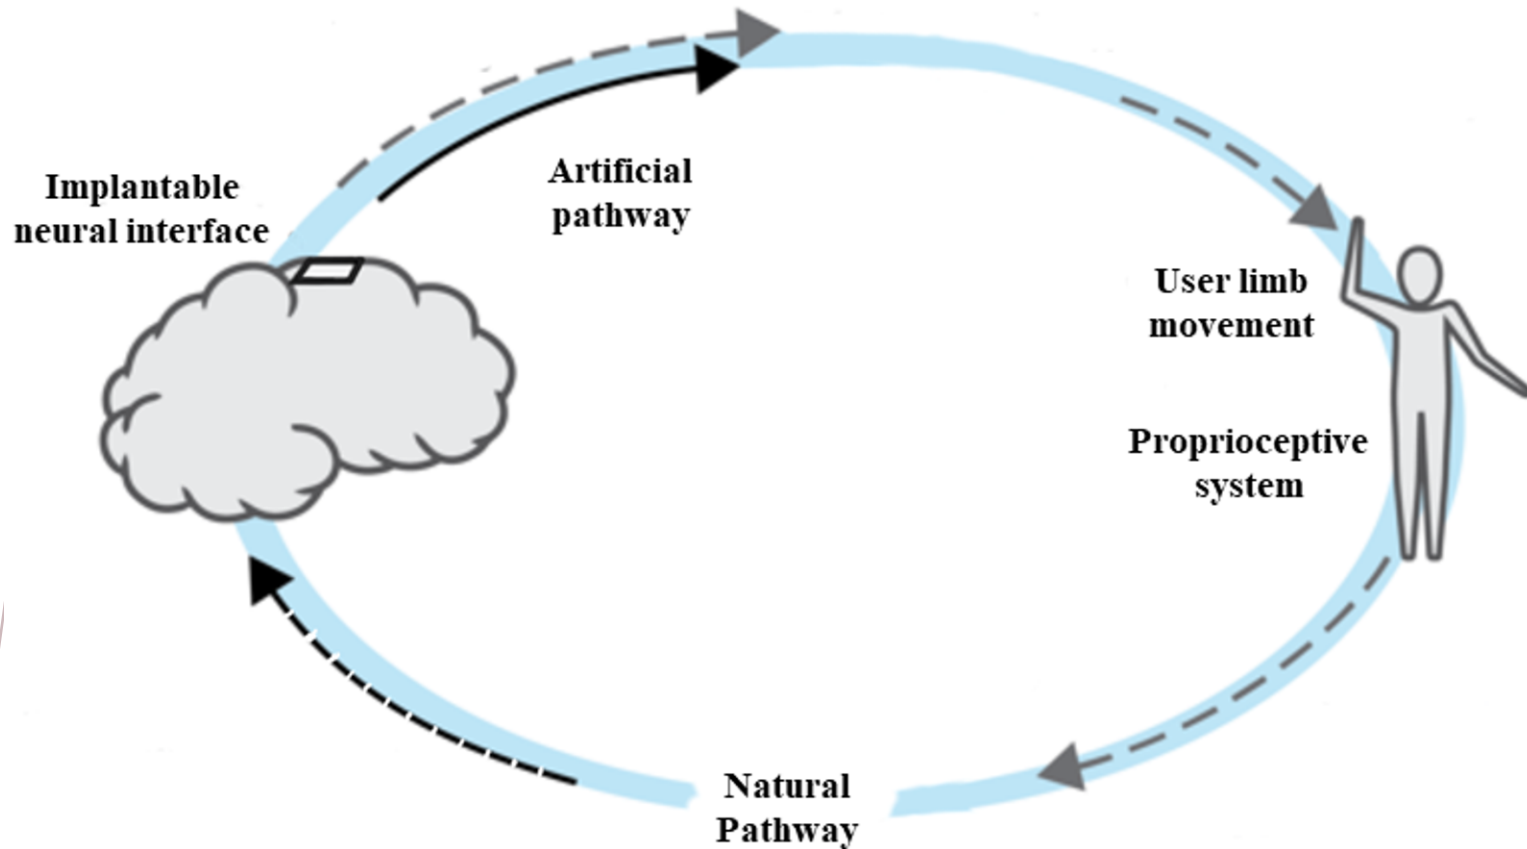 Implantable
neural interface
Artificial
pathway
User limb
movement
Proprioceptive
system
Natural
Pathway